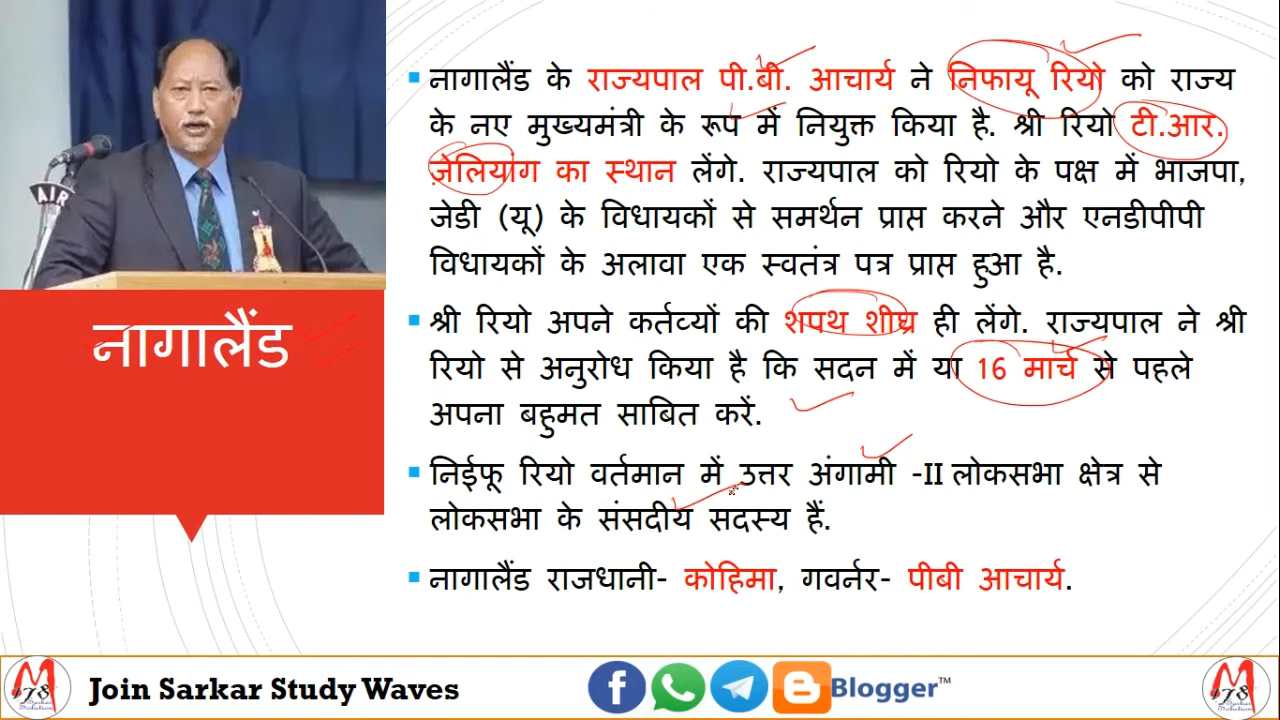 AIR
नागालैंड
नागालैंड के राज्यपाल पी.बी. आचार्य ने निफायू रियो को राज्य
के नए मुख्यमंत्री के रूप में नियुक्त किया है. श्री रियो टी.आर.
ज़ेलियांग का स्थान लेंगे. राज्यपाल को रियो के पक्ष में भाजपा,
जेडी (यू) के विधायकों से समर्थन प्राप्त करने और एनडीपीपी
विधायकों के अलावा एक स्वतंत्र पत्र प्राप्त हुआ है.
श्री रियो अपने कर्तव्यों की शपथ शीघ्र ही लेंगे. राज्यपाल ने श्री
रियो से अनुरोध किया है कि सदन में या 16 मार्च से पहले
अपना बहुमत साबित करें.
निईफू रियो वर्तमान में उत्तर अंगामी -II लोकसभा क्षेत्र से
लोकसभा के संसदीय सदस्य हैं.
नागालैंड राजधानी- कोहिमा, गवर्नर- पीबी आचार्य.
Join Sarkar Study Waves
Blogger™